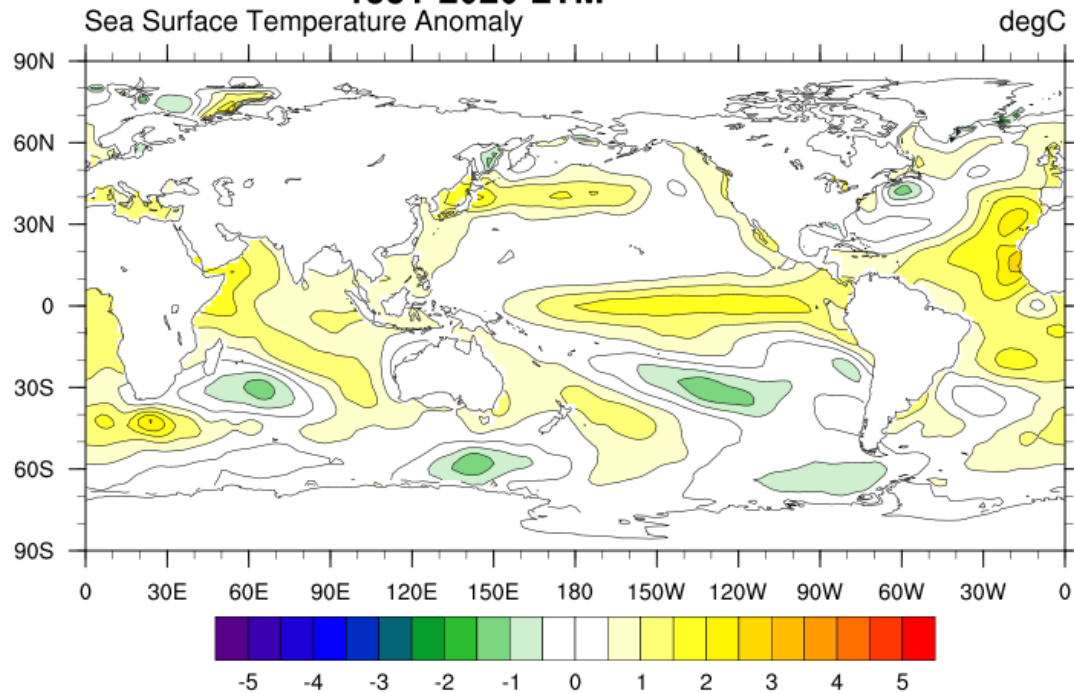 Sea Surface Temperature Anomaly degC
90N
60N
30N
0
30S
60S
90S
0 30E 60E 90E 120E 150E 180 150W 120W 90W 60W 30W 0
-5 -4 -3 -2 -1 0 1 2 3 4 5